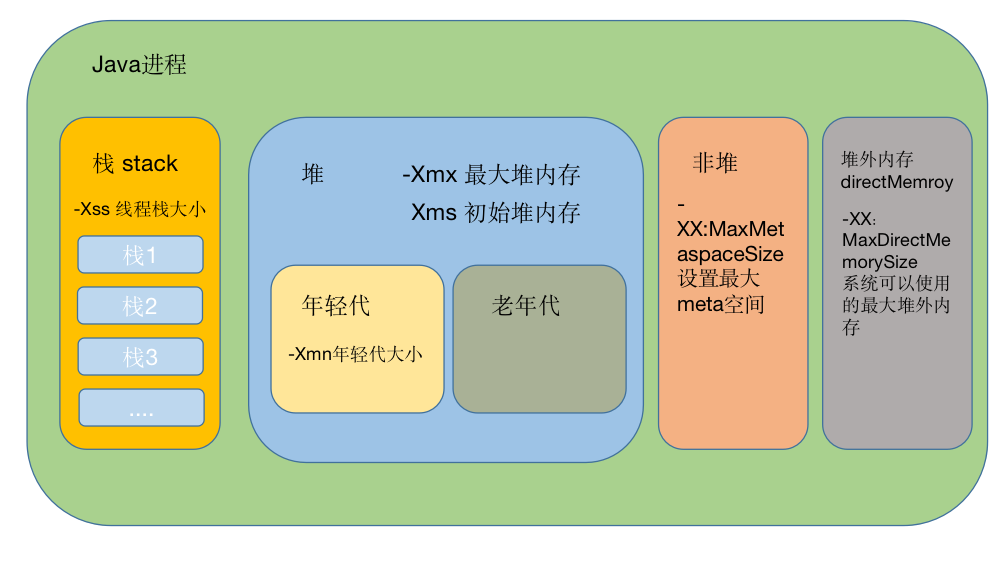 Java进程
栈 stack
-Xss 线程栈大小
栈1
栈2
栈3
....
堆
-Xmx 最大堆内存
Xms 初始堆内存
年轻代
-Xmn年轻代大小
老年代
非堆
-
XX:MaxMet
aspaceSize
设置最大
meta空间
堆外内存
directMemroy
-XX:
MaxDirectMe
morySize
系统可以使用
的最大堆外内
存